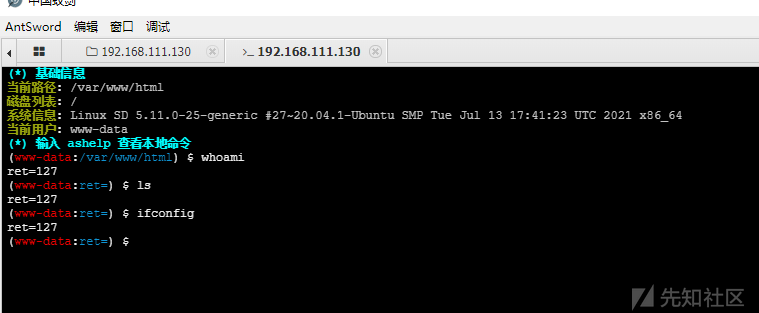 中国蚁剑
AntSword 编辑 窗口 调试
192.168.111.130 >_ 192.168.111.130
(*) 基础信息
当前路径: /var/www/html
磁盘列表: /
系统信息: Linux SD 5.11.0-25-generic #27~20.04.1-Ubuntu SMP Tue Jul 13 17:41:23 UTC 2021 x86_64
当前用户: www-data
(*) 输入 ashelp 查看本地命令
(www-data:/var/www/html) $ whoami
ret=127
(www-data:ret=) $ ls
ret=127
(www-data:ret=) $ ifconfig
ret=127
(www-data:ret=) $
先知社区